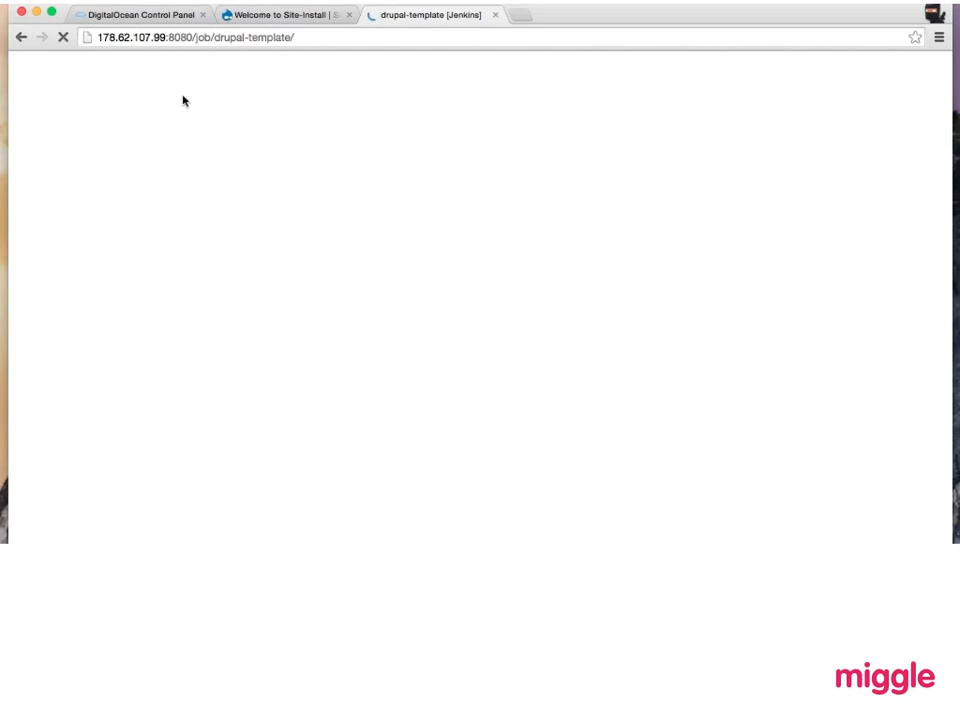 DigitalOcean Control Panel
Welcome to Site-Install |
drupal-template [Jenkins]
178.62.107.99:8080/job/drupal-template/
miggle